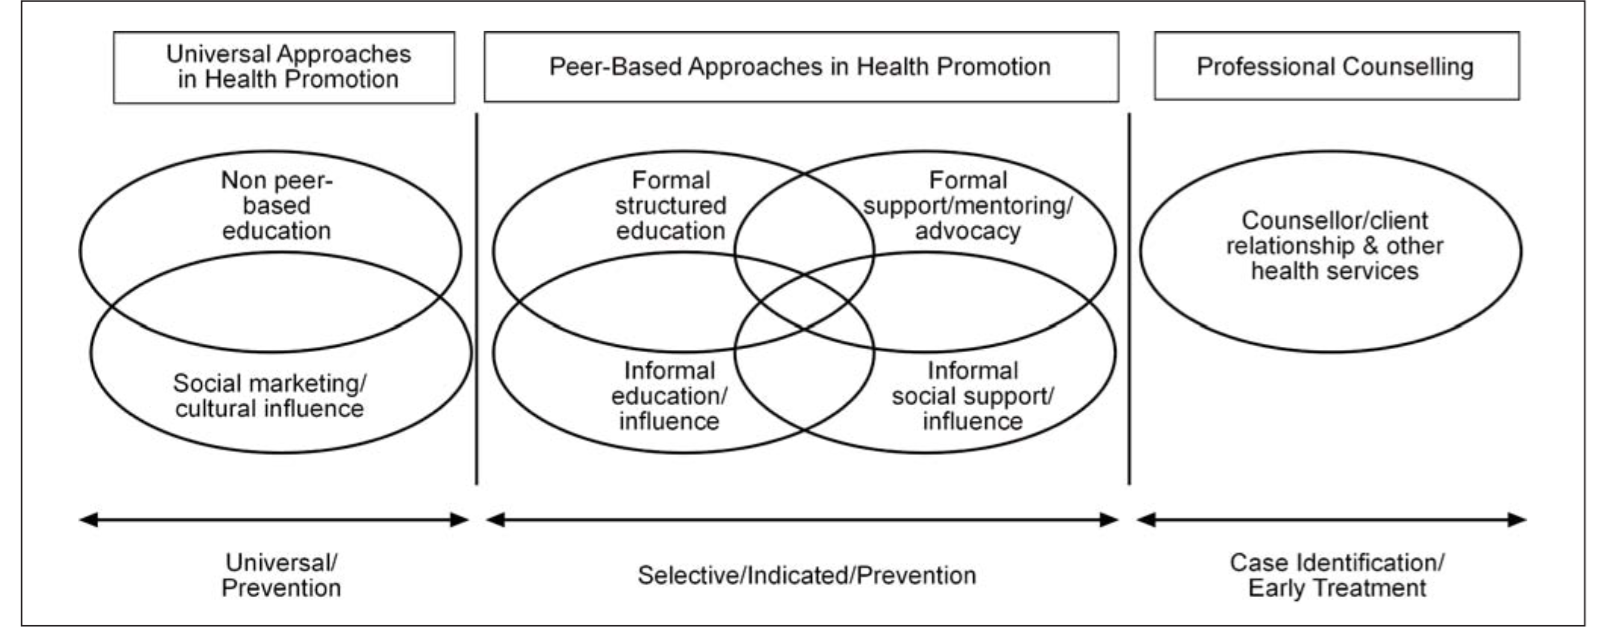 Universal Approaches
in Health Promotion
Peer-Based Approaches in Health Promotion
Professional Counselling
Non peer-
based
education
Social marketing/
cultural influence
Formal
structured
education
Formal
support/mentoring/
advocacy
Informal
education/
influence
Informal
social support/
influence
Counsellor/client
relationship & other
health services
Universal/
Prevention
Selective/Indicated/Prevention
Case Identification/
Early Treatment